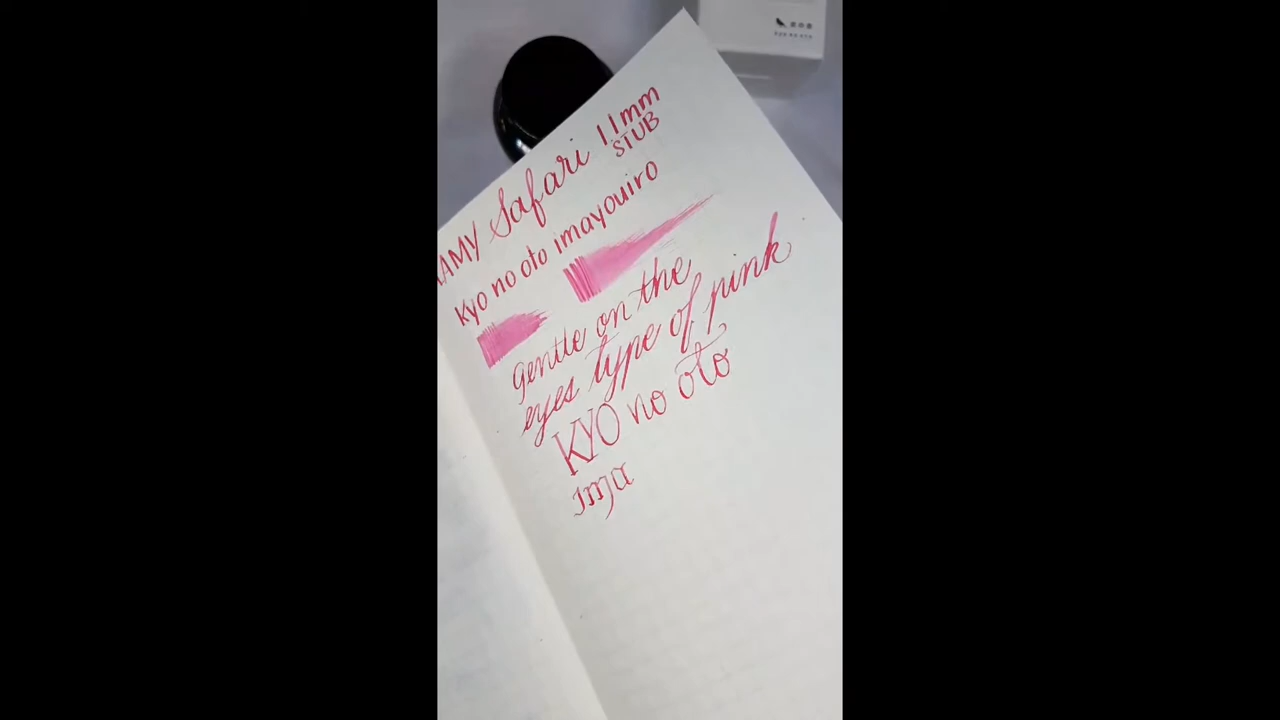 LAMY Safari 1.1mm
STUB
kyo no oto imayouiro
gentle on the
eyes type of pink
KYO no oto
ima